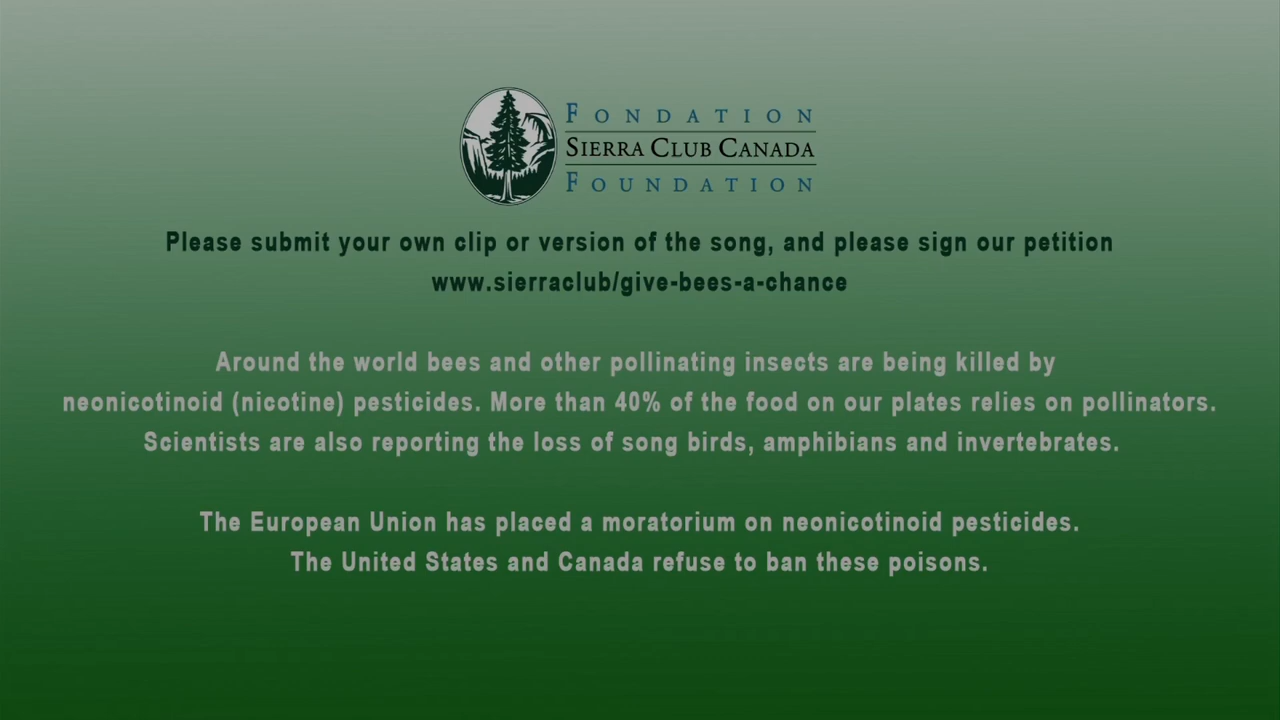 FONDATION
SIERRA CLUB CANADA
FOUNDATION
Please submit your own clip or version of the song, and please sign our petition
www.sierraclub/give-bees-a-chance
Around the world bees and other pollinating insects are being killed by
neonicotinoid (nicotine) pesticides. More than 40% of the food on our plates relies on pollinators.
Scientists are also reporting the loss of song birds, amphibians and invertebrates.
The European Union has placed a moratorium on neonicotinoid pesticides.
The United States and Canada refuse to ban these poisons.